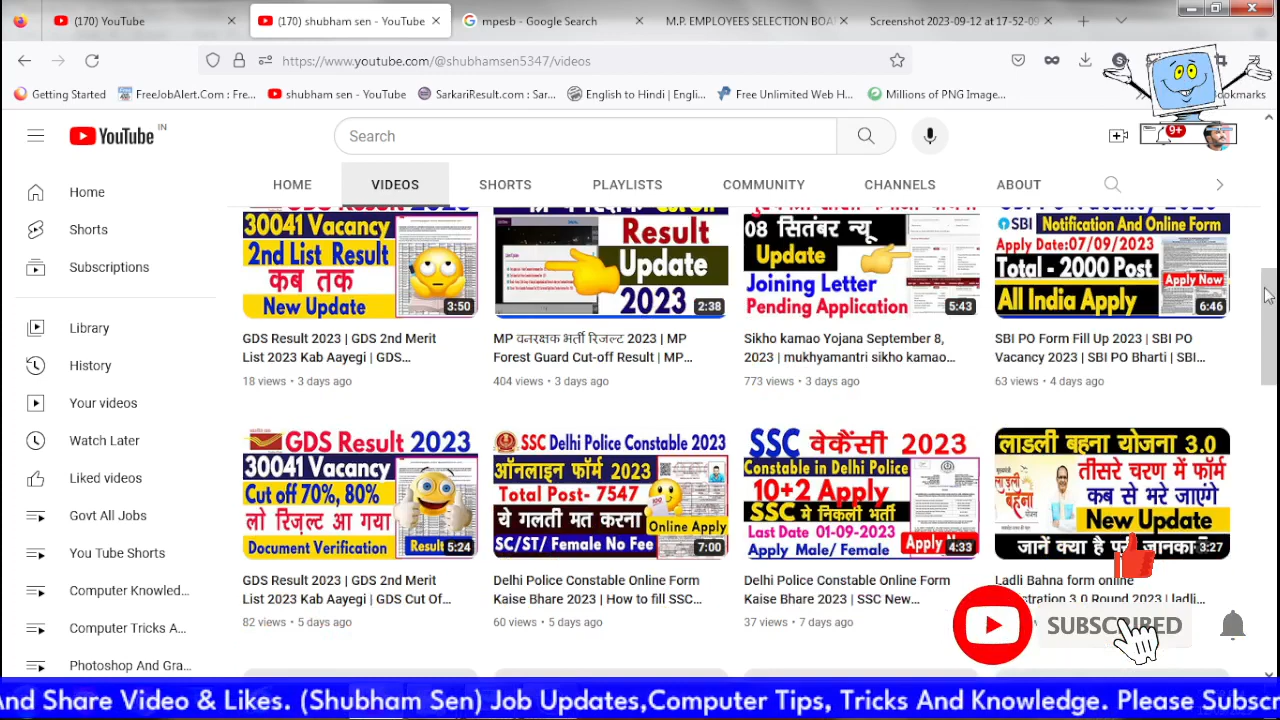 (170) YouTube
(170) shubham sen - YouTube
mpesb - Google Search
M.P. EMPLOYEES SELECTION BOA
Screenshot 2023-09-12 at 17-52-09
https://www.youtube.com/@shubhamsen5347/videos
Getting Started
FreeJobAlert.Com : Fre...
shubham sen - YouTube
SarkariResult.com : Sar...
English to Hindi | Engli...
Free Unlimited Web H...
Millions of PNG Image...
ookmarks
YouTube IN
Search
9+
HOME
VIDEOS
SHORTS
PLAYLISTS
COMMUNITY
CHANNELS
ABOUT
Home
Shorts
Subscriptions
Library
History
Your videos
Watch Later
Liked videos
Govt All Jobs
You Tube Shorts
Computer Knowled...
Computer Tricks A...
Photoshop And Gra...
30041 Vacancy
2nd List Result
कब तक
New Update
3:50
Result
Update
2023
2:38
08 सितंबर न्यू
Update
Joining Letter
Pending Application
5:43
SBI Notification And Online Form
Apply Date:07/09/2023
Total - 2000 Post
Apply Now
All India Apply
6:46
GDS Result 2023 | GDS 2nd Merit
List 2023 Kab Aayegi | GDS...
18 views • 3 days ago
MP वनरक्षक भर्ती रिजल्ट 2023 | MP
Forest Guard Cut-off Result | MP...
404 views • 3 days ago
Sikho kamao Yojana September 8,
2023 | mukhyamantri sikho kamao...
773 views • 3 days ago
SBI PO Form Fill Up 2023 | SBI PO
Vacancy 2023 | SBI PO Bharti | SBI...
63 views • 4 days ago
GDS Result 2023
30041 Vacancy
Cut off 70%, 80%
लो रिज़ल्ट आ गया
Document Verification
Result
5:24
SSC Delhi Police Constable 2023
ऑनलाइन फॉर्म 2023
Total Post- 7547
Online Apply
SC/ST/ Female No Fee
7:00
SSC वेकैंसी 2023
Constable in Delhi Police
10+2 Apply
SSC मे निकली भर्ती
Last Date 01-09-2023
Apply Male/ Female
4:33
लाडली बहना योजना 3.0
तीसरे चरण में फॉर्म
कब से भरे जाएंगे
New Update
3:27
GDS Result 2023 | GDS 2nd Merit
List 2023 Kab Aayegi | GDS Cut Of...
82 views • 5 days ago
Delhi Police Constable Online Form
Kaise Bhare 2023 | How to fill SSC...
60 views • 5 days ago
Delhi Police Constable Online Form
Kaise Bhare 2023 | SSC New...
37 views • 7 days ago
Ladli Bahna form online
3.0 Round 2023 | ladli...
SUBSCRIBED
And Share Video & Likes. (Shubham Sen) Job Updates,Computer Tips, Tricks And Knowledge. Please Subscr